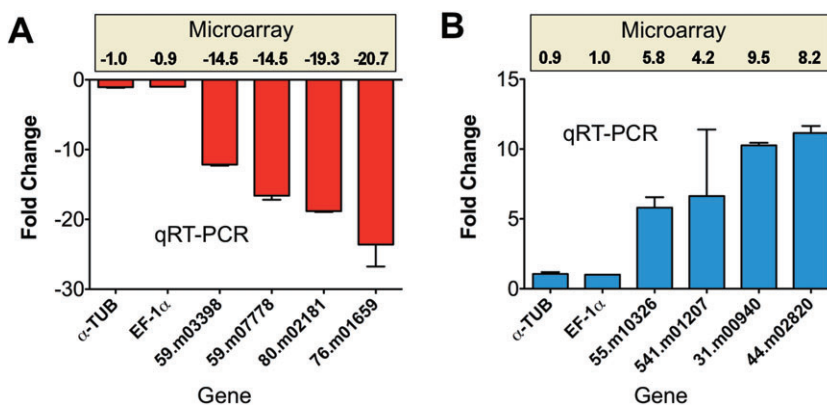 A
Microarray
-1.0 -0.9 -14.5 -14.5 -19.3 -20.7
0
-10
-20
-30
Fold Change
qRT-PCR
α-TUB
EF-1α
59.m03398
59.m07778
80.m02181
76.m01659
Gene
B
Microarray
0.9 1.0 5.8 4.2 9.5 8.2
15
10
5
0
Fold Change
qRT-PCR
α-TUB
EF-1α
55.m10326
541.m01207
31.m00940
44.m02820
Gene